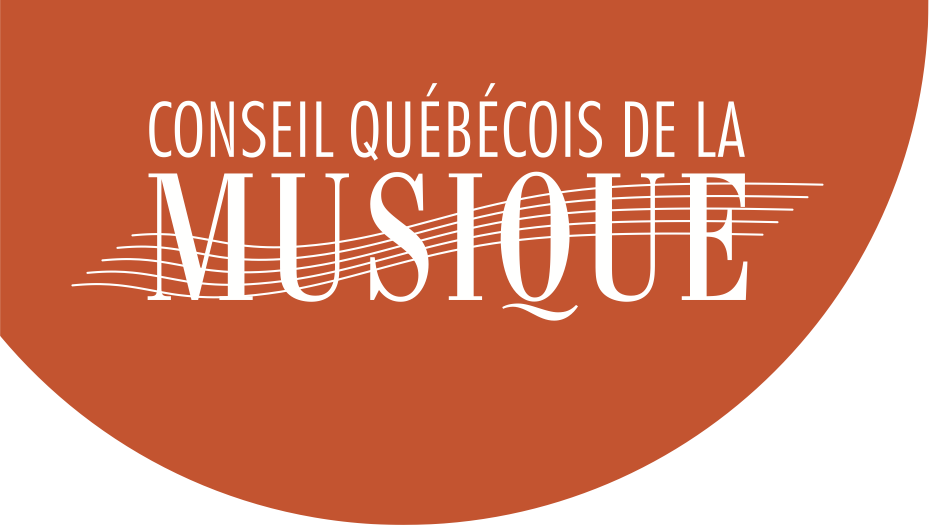 CONSEIL QUÉBÉCOIS DE LA
MUSIQUE